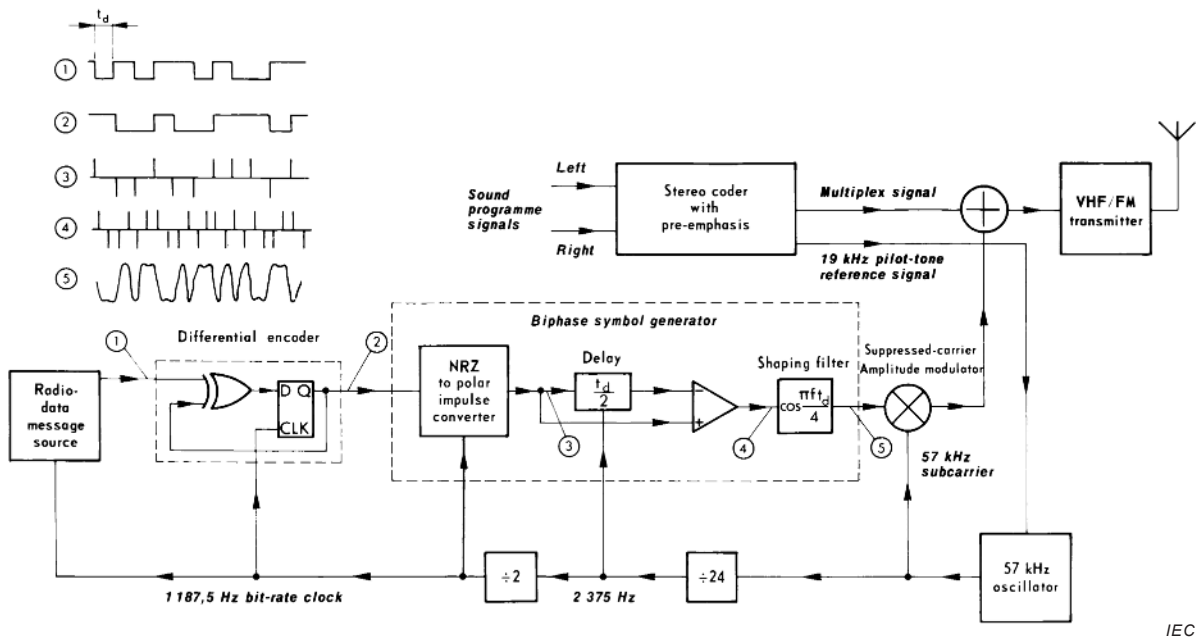 t_d
①
②
③
④
⑤
Left
Sound
programme
signals
Right
Stereo coder
with
pre-emphasis
Multiplex signal
+
VHF/FM
transmitter
19 kHz pilot-tone
reference signal
Biphase symbol generator
Differential encoder
①
②
Radio-
data
message
source
D Q
CLK
NRZ
to polar
impulse
converter
Delay
t_d
2
③
−
+
④
Shaping filter
cos πft_d
4
⑤
Suppressed-carrier
Amplitude modulator
57 kHz
subcarrier
÷2
÷24
57 kHz
oscillator
1 187,5 Hz bit-rate clock
2 375 Hz
IEC